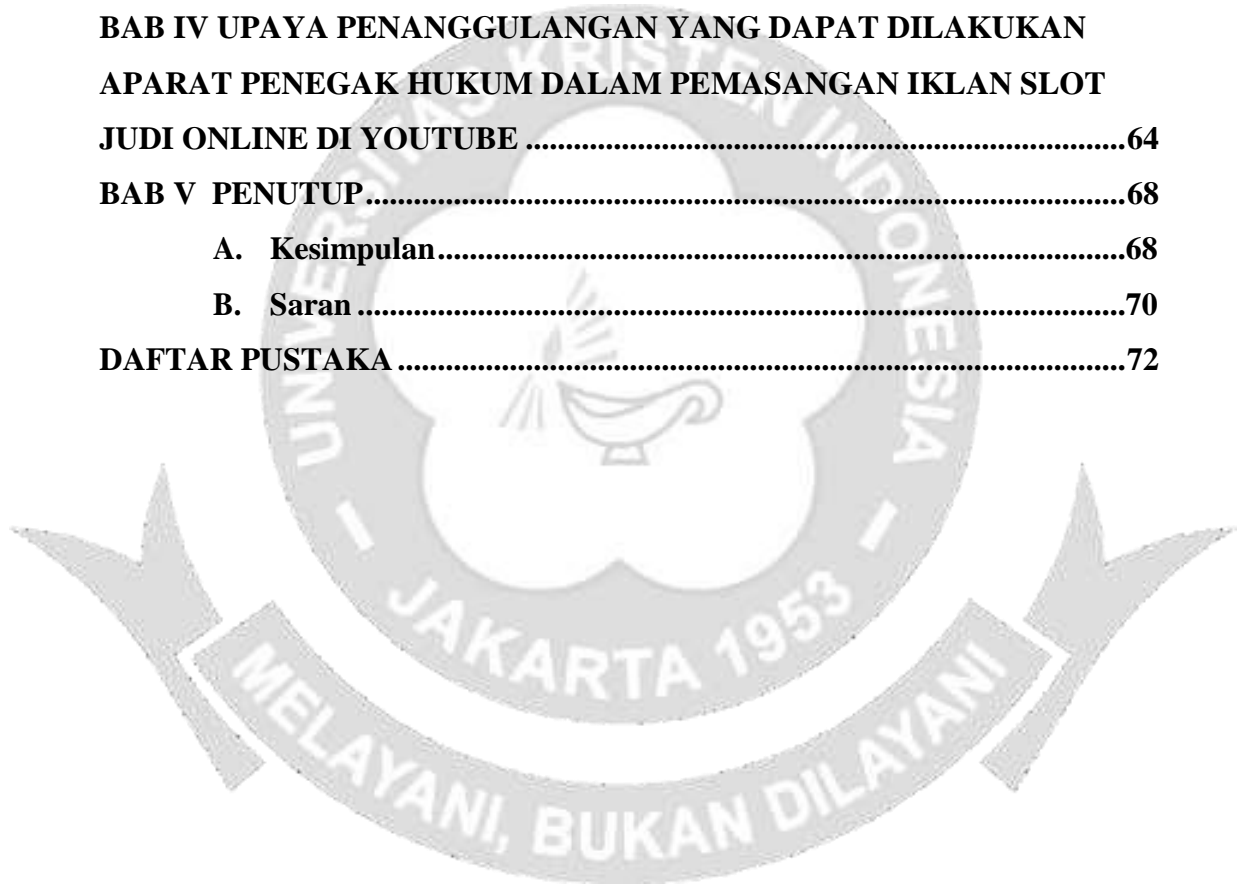 BAB IV UPAYA PENANGGULANGAN YANG DAPAT DILAKUKAN
APARAT PENEGAK HUKUM DALAM PEMASANGAN IKLAN SLOT
JUDI ONLINE DI YOUTUBE ........................................................................64
BAB V PENUTUP.............................................................................................68
A. Kesimpulan...................................................................................68
B. Saran .............................................................................................70
DAFTAR PUSTAKA ........................................................................................72
UNIVERSITAS KRISTEN INDONESIA
- JAKARTA 1953 -
MELAYANI, BUKAN DILAYANI